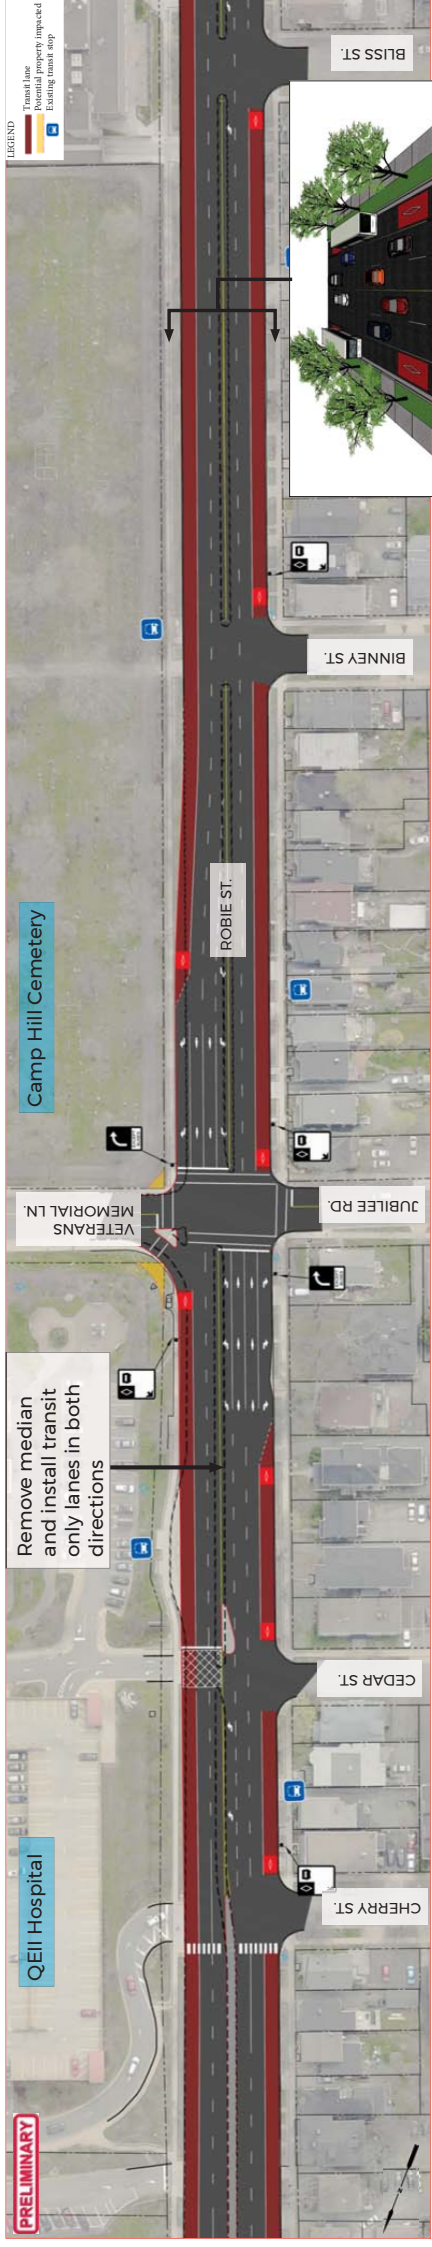 LEGEND
Transit lane
Potential property impacted
Existing transit stop
PRELIMINARY
QEII Hospital
Remove median
and install transit
only lanes in both
directions
VETERANS
MEMORIAL LN.
Camp Hill Cemetery
ROBIE ST.
CHERRY ST.
CEDAR ST.
JUBILEE RD.
BINNEY ST.
BLISS ST.